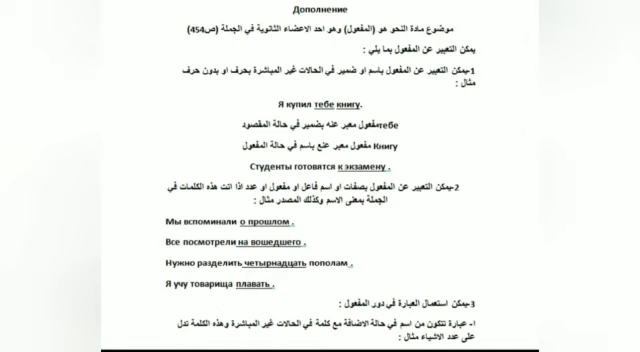 Дополнение
موضوع مادة النحو هو (المفعول) وهو احد الاعضاء الثانوية في الجملة (ص454)
يمكن التعبير عن المفعول بما يلي :
1-يمكن التعبير عن المفعول باسم او ضمير في الحالات غير المباشرة بحرف او بدون حرف
مثال :
Я купил тебе книгу.
тебеمفعول معبر عنه بضمير في حالة المقصود
Книгу مفعول معبر عنع باسم في حالة المفعول
Студенты готовятся к экзамену .
2-يمكن التعبير عن المفعول بصفات او اسم فاعل او مفعول او عدد اذا اتت هذه الكلمات في
الجملة بمعنى الاسم وكذلك المصدر مثال :
Мы вспоминали о прошлом .
Все посмотрели на вошедшего .
Нужно разделить четырнадцать пополам .
Я учу товарища плавать .
3-يمكن استعمال العبارة في دور المفعول :
ا- عبارة تتكون من اسم في حالة الاضافة مع كلمة في الحالات غير المباشرة وهذه الكلمة تدل
على عدد الاشياء مثال :